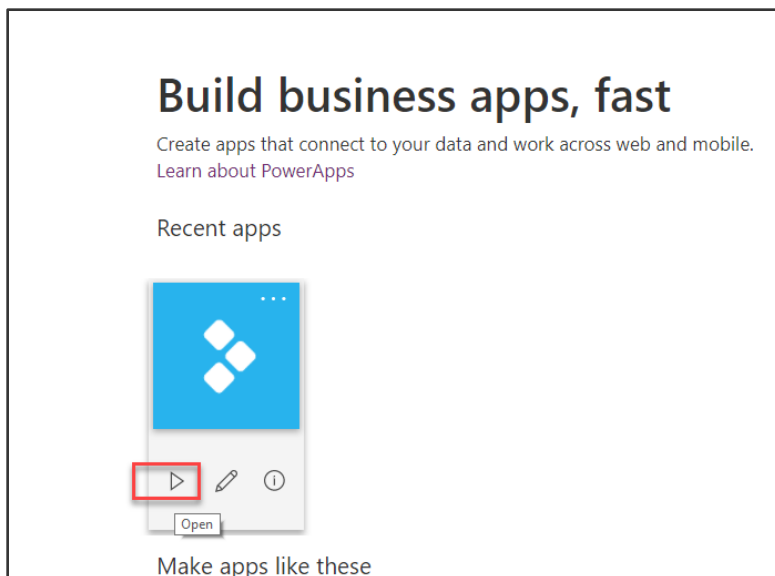 Build business apps, fast
Create apps that connect to your data and work across web and mobile.
Learn about PowerApps
Recent apps
Open
Make apps like these